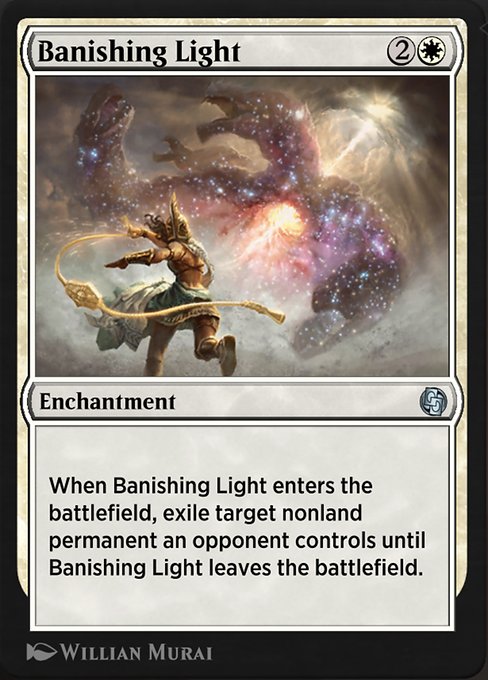 Banishing Light 2
Enchantment
When Banishing Light enters the
battlefield, exile target nonland
permanent an opponent controls until
Banishing Light leaves the battlefield.
Willian Murai